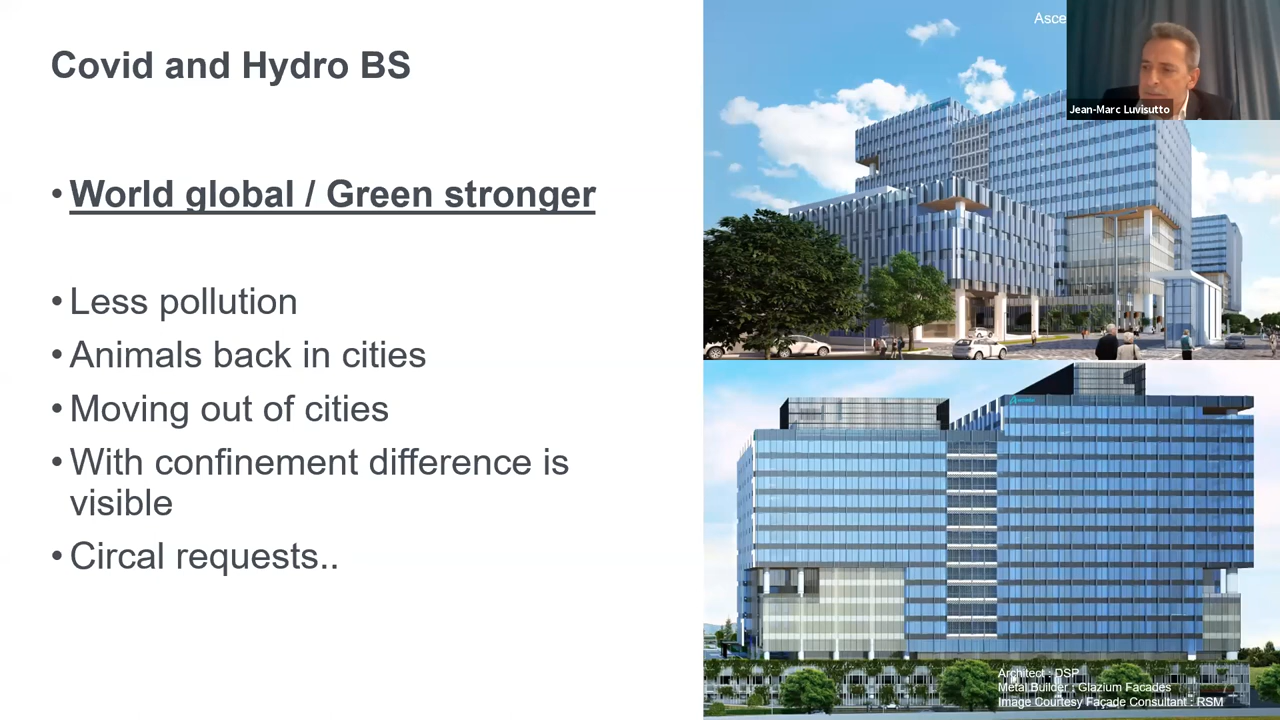 Covid and Hydro BS
• World global / Green stronger
• Less pollution
• Animals back in cities
• Moving out of cities
• With confinement difference is
visible
• Circal requests..
Jean-Marc Luvisutto
Architect : DSP
Metal Builder : Glazium Facades
Image Courtesy Façade Consultant : RSM